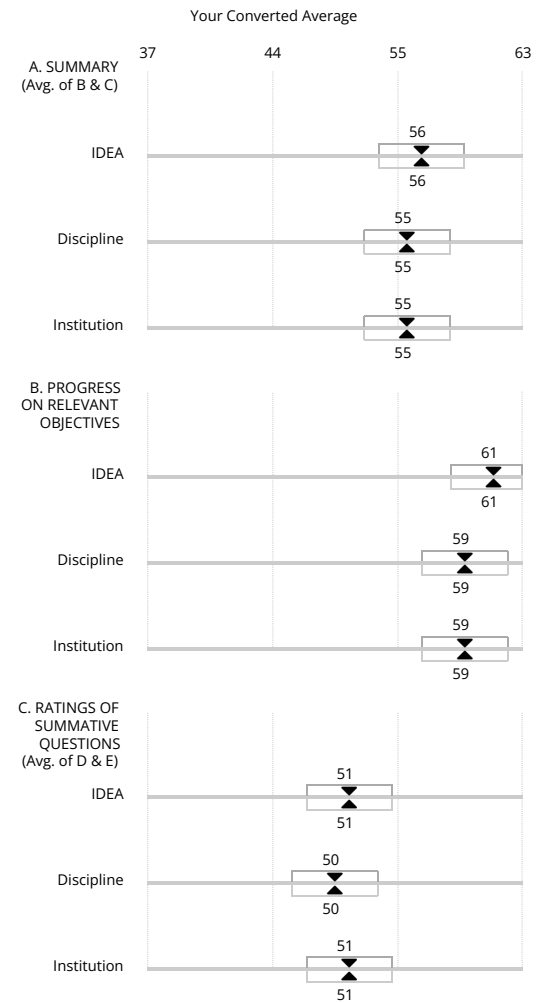 Your Converted Average
37 44 55 63
A. SUMMARY
(Avg. of B & C)
56
IDEA
56
55
Discipline
55
55
Institution
55
B. PROGRESS
ON RELEVANT
OBJECTIVES
61
IDEA
61
59
Discipline
59
59
Institution
59
C. RATINGS OF
SUMMATIVE
QUESTIONS
(Avg. of D & E)
51
IDEA
51
50
Discipline
50
51
Institution
51